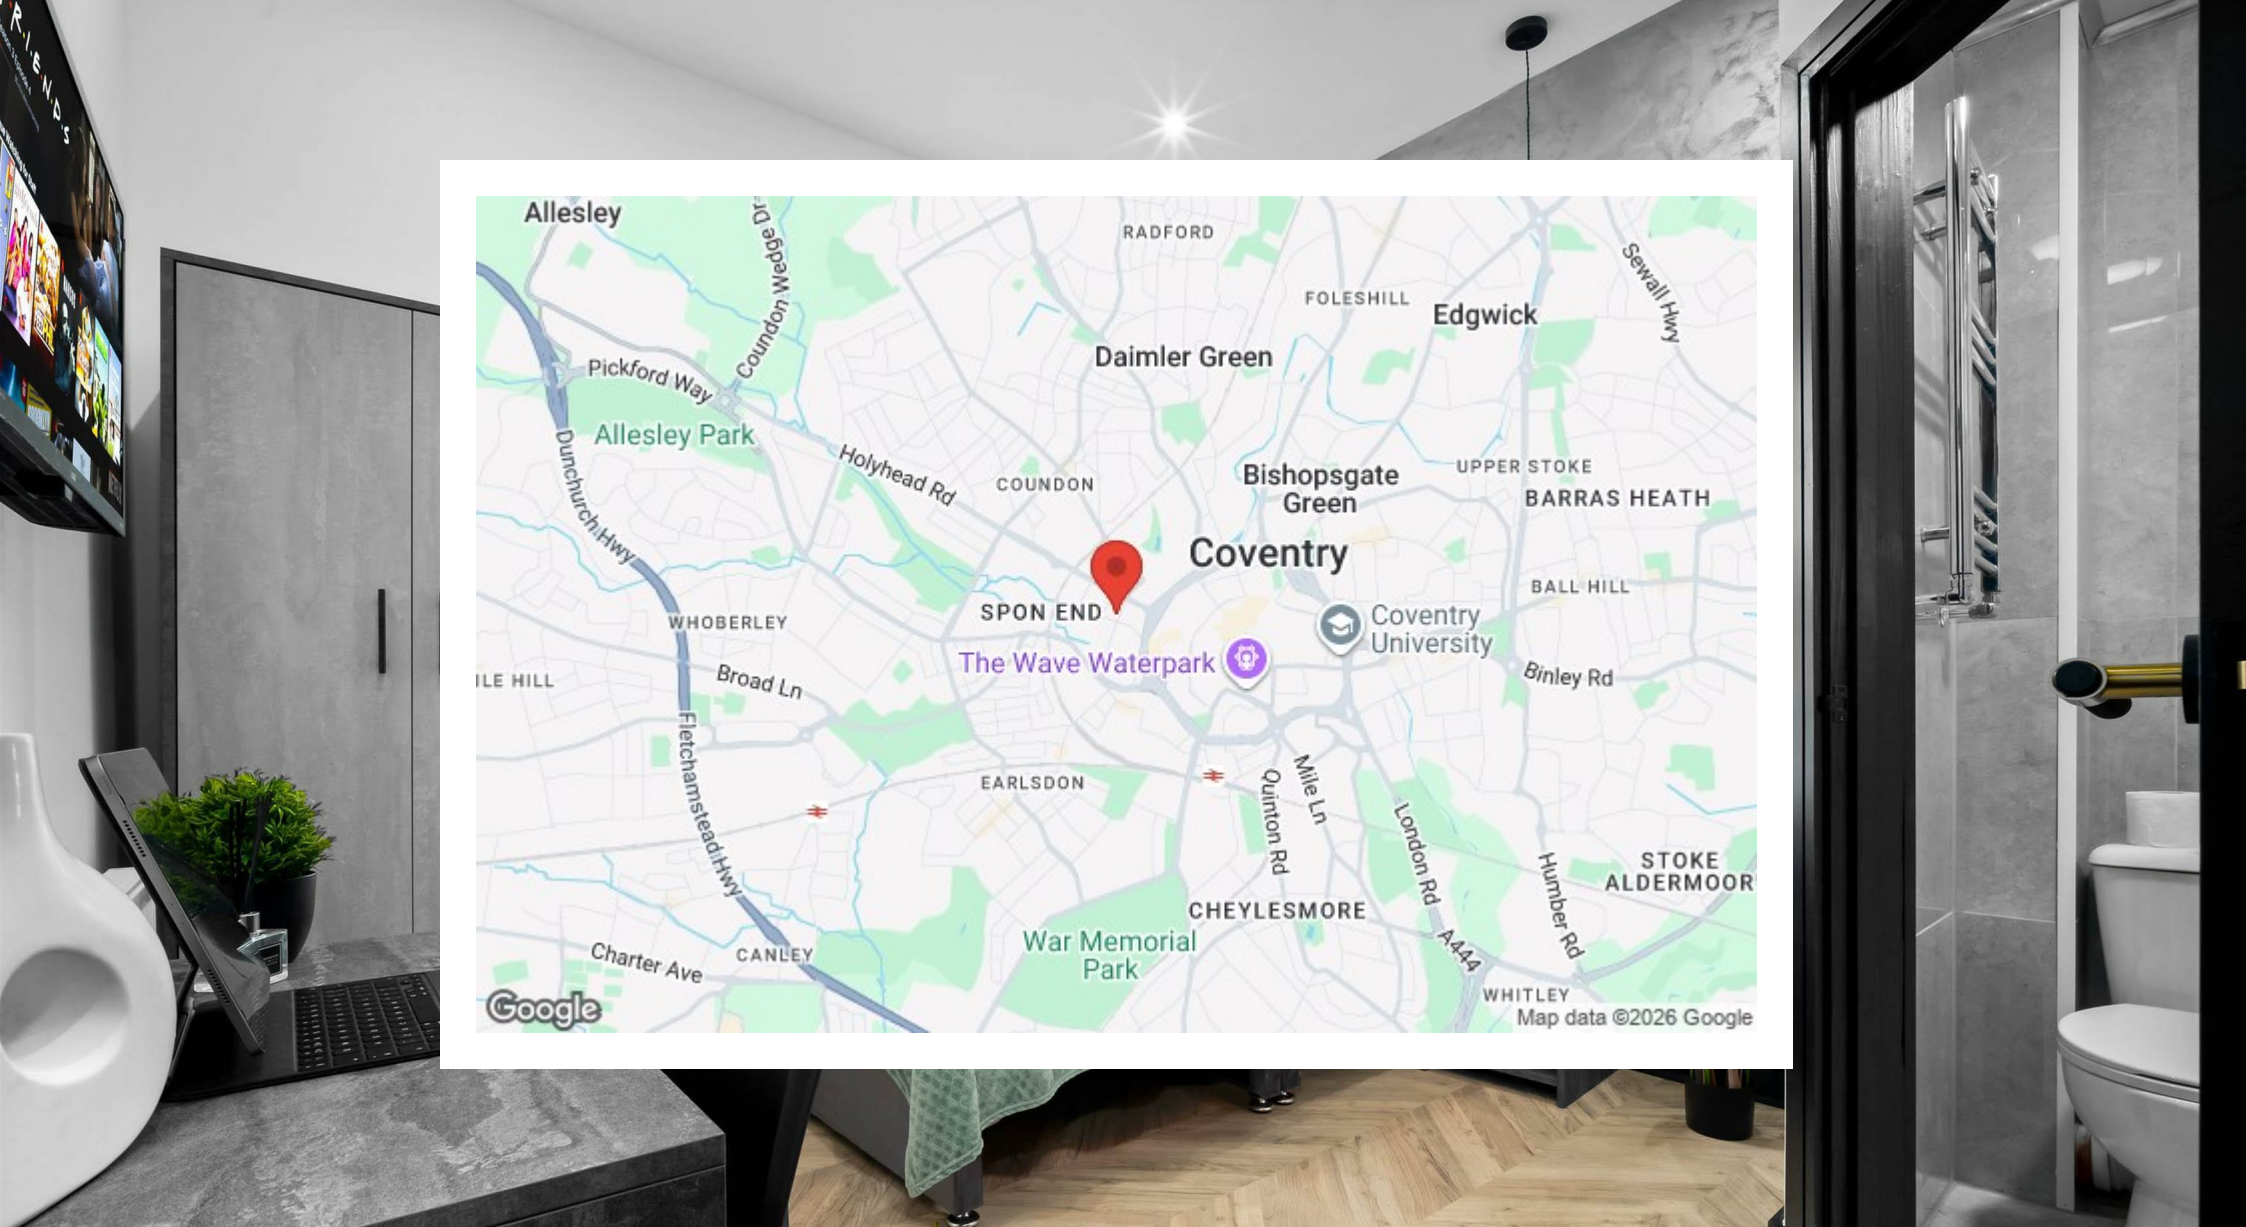 FRIENDS
Allesley
Coundon Wedge Dr
RADFORD
Sewall Hwy
FOLESHILL
Edgwick
Daimler Green
Pickford Way
Allesley Park
Holyhead Rd
COUNDON
Bishopsgate
Green
UPPER STOKE
BARRAS HEATH
Dunchurch Hwy
Coventry
BALL HILL
SPON END
WHOBERLEY
Coventry
University
The Wave Waterpark
ILE HILL
Broad Ln
Binley Rd
Fletchamstead Hwy
EARLSDON
Quinton Rd
Mile Ln
London Rd
Humber Rd
STOKE
ALDERMOOR
CHEYLESMORE
War Memorial
Park
A444
Charter Ave
CANLEY
WHITLEY
Google
Map data ©2026 Google